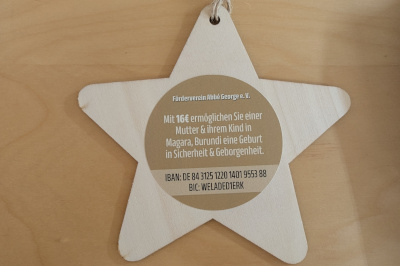 Förderverein Abbé George e. V.
Mit 16€ ermöglichen Sie einer
Mutter & ihrem Kind in
Magara, Burundi eine Geburt
in Sicherheit & Geborgenheit.
IBAN: DE 84 3125 1220 1401 9553 88
BIC: WELADED1ERK